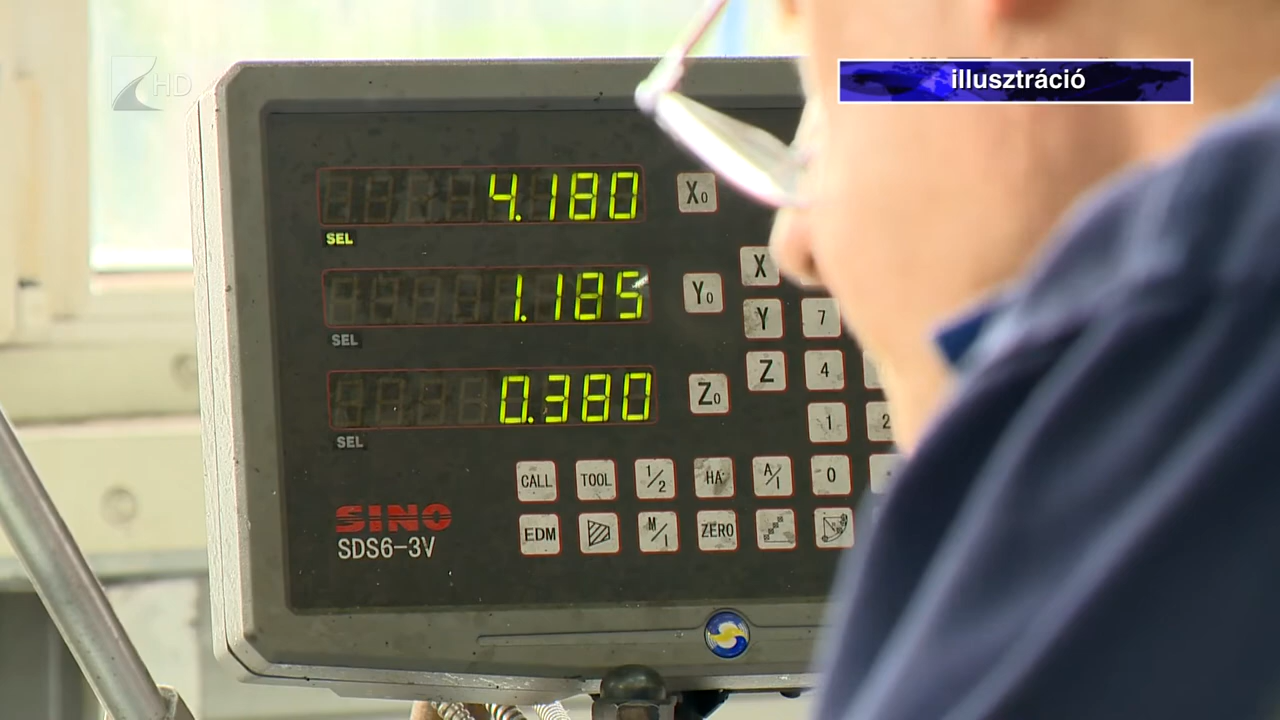 HD
illusztráció
4.180
X0
SEL
X
1.185
Y0
Y
7
SEL
Z
4
0.380
Z0
1
2
SEL
CALL
TOOL
1/2
HA
A/I
0
SINO
SDS6-3V
EDM
M/I
ZERO